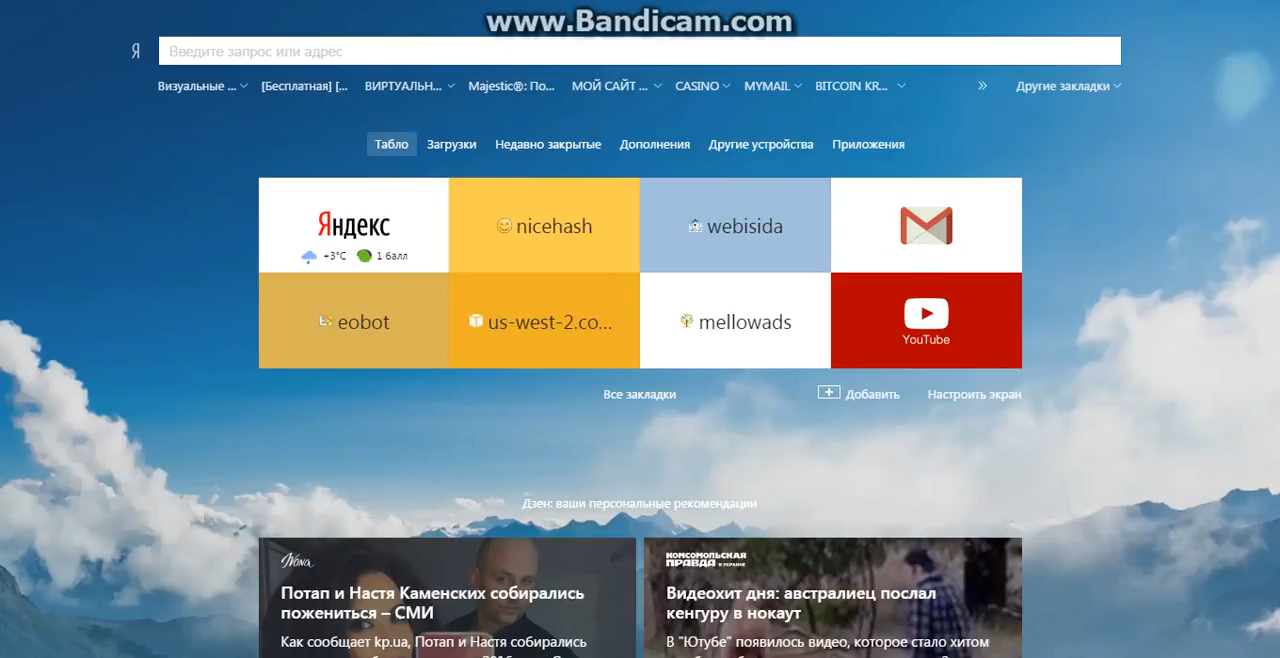 www.Bandicam.com
Я Введите запрос или адрес
Визуальные ... [Бесплатная] [... ВИРТУАЛЬН... Majestic®: По... МОЙ САЙТ ... CASINO MYMAIL BITCOIN KR... » Другие закладки
Табло Загрузки Недавно закрытые Дополнения Другие устройства Приложения
Яндекс nicehash webisida
+3°C 1 балл
eobot us-west-2.co... mellowads YouTube
Все закладки Добавить Настроить экран
Дзен: ваши персональные рекомендации
Ivona
Потап и Настя Каменских собирались
пожениться – СМИ
Как сообщает kp.ua, Потап и Настя собирались
КОМСОМОЛЬСКАЯ
ПРАВДА В УКРАИНЕ
Видеохит дня: австралиец послал
кенгуру в нокаут
В "Ютубе" появилось видео, которое стало хитом